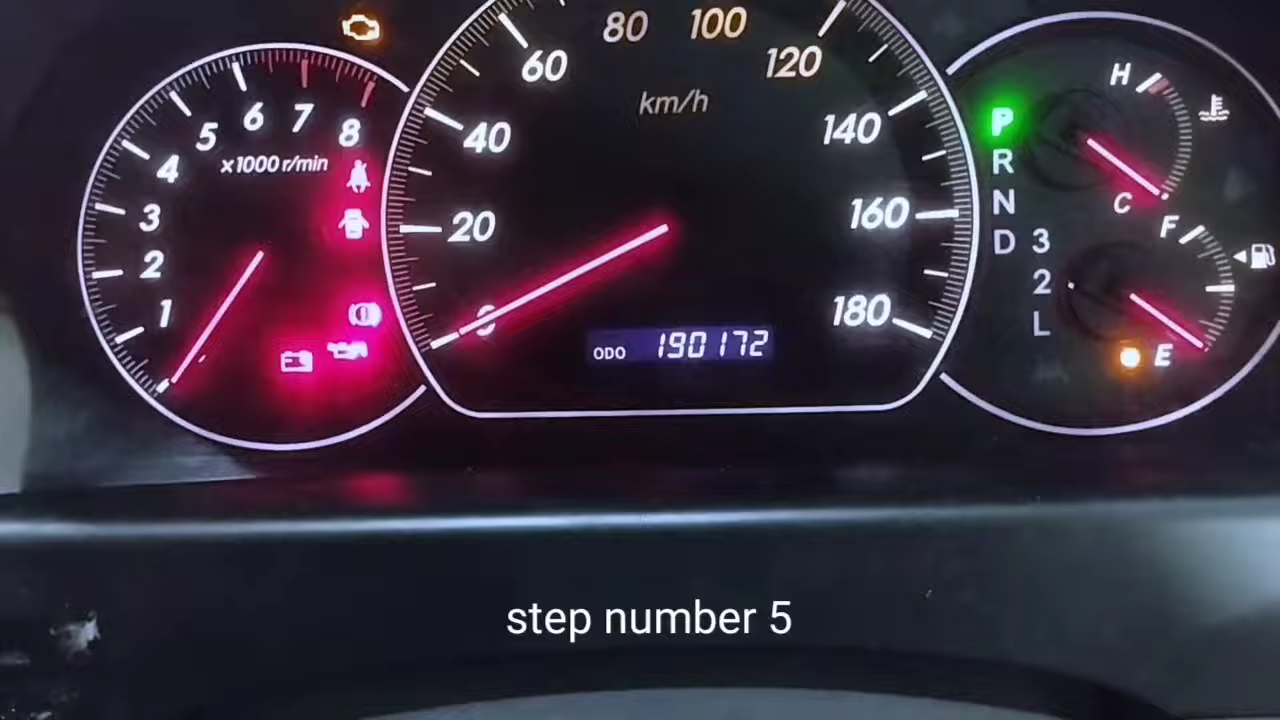 80 100
60 120
km/h
40 140
20 160
0 180
ODO 190172
1 2 3 4 5 6 7 8
x1000 r/min
P
R
N
D 3
2
L
H
C
F
E
step number 5